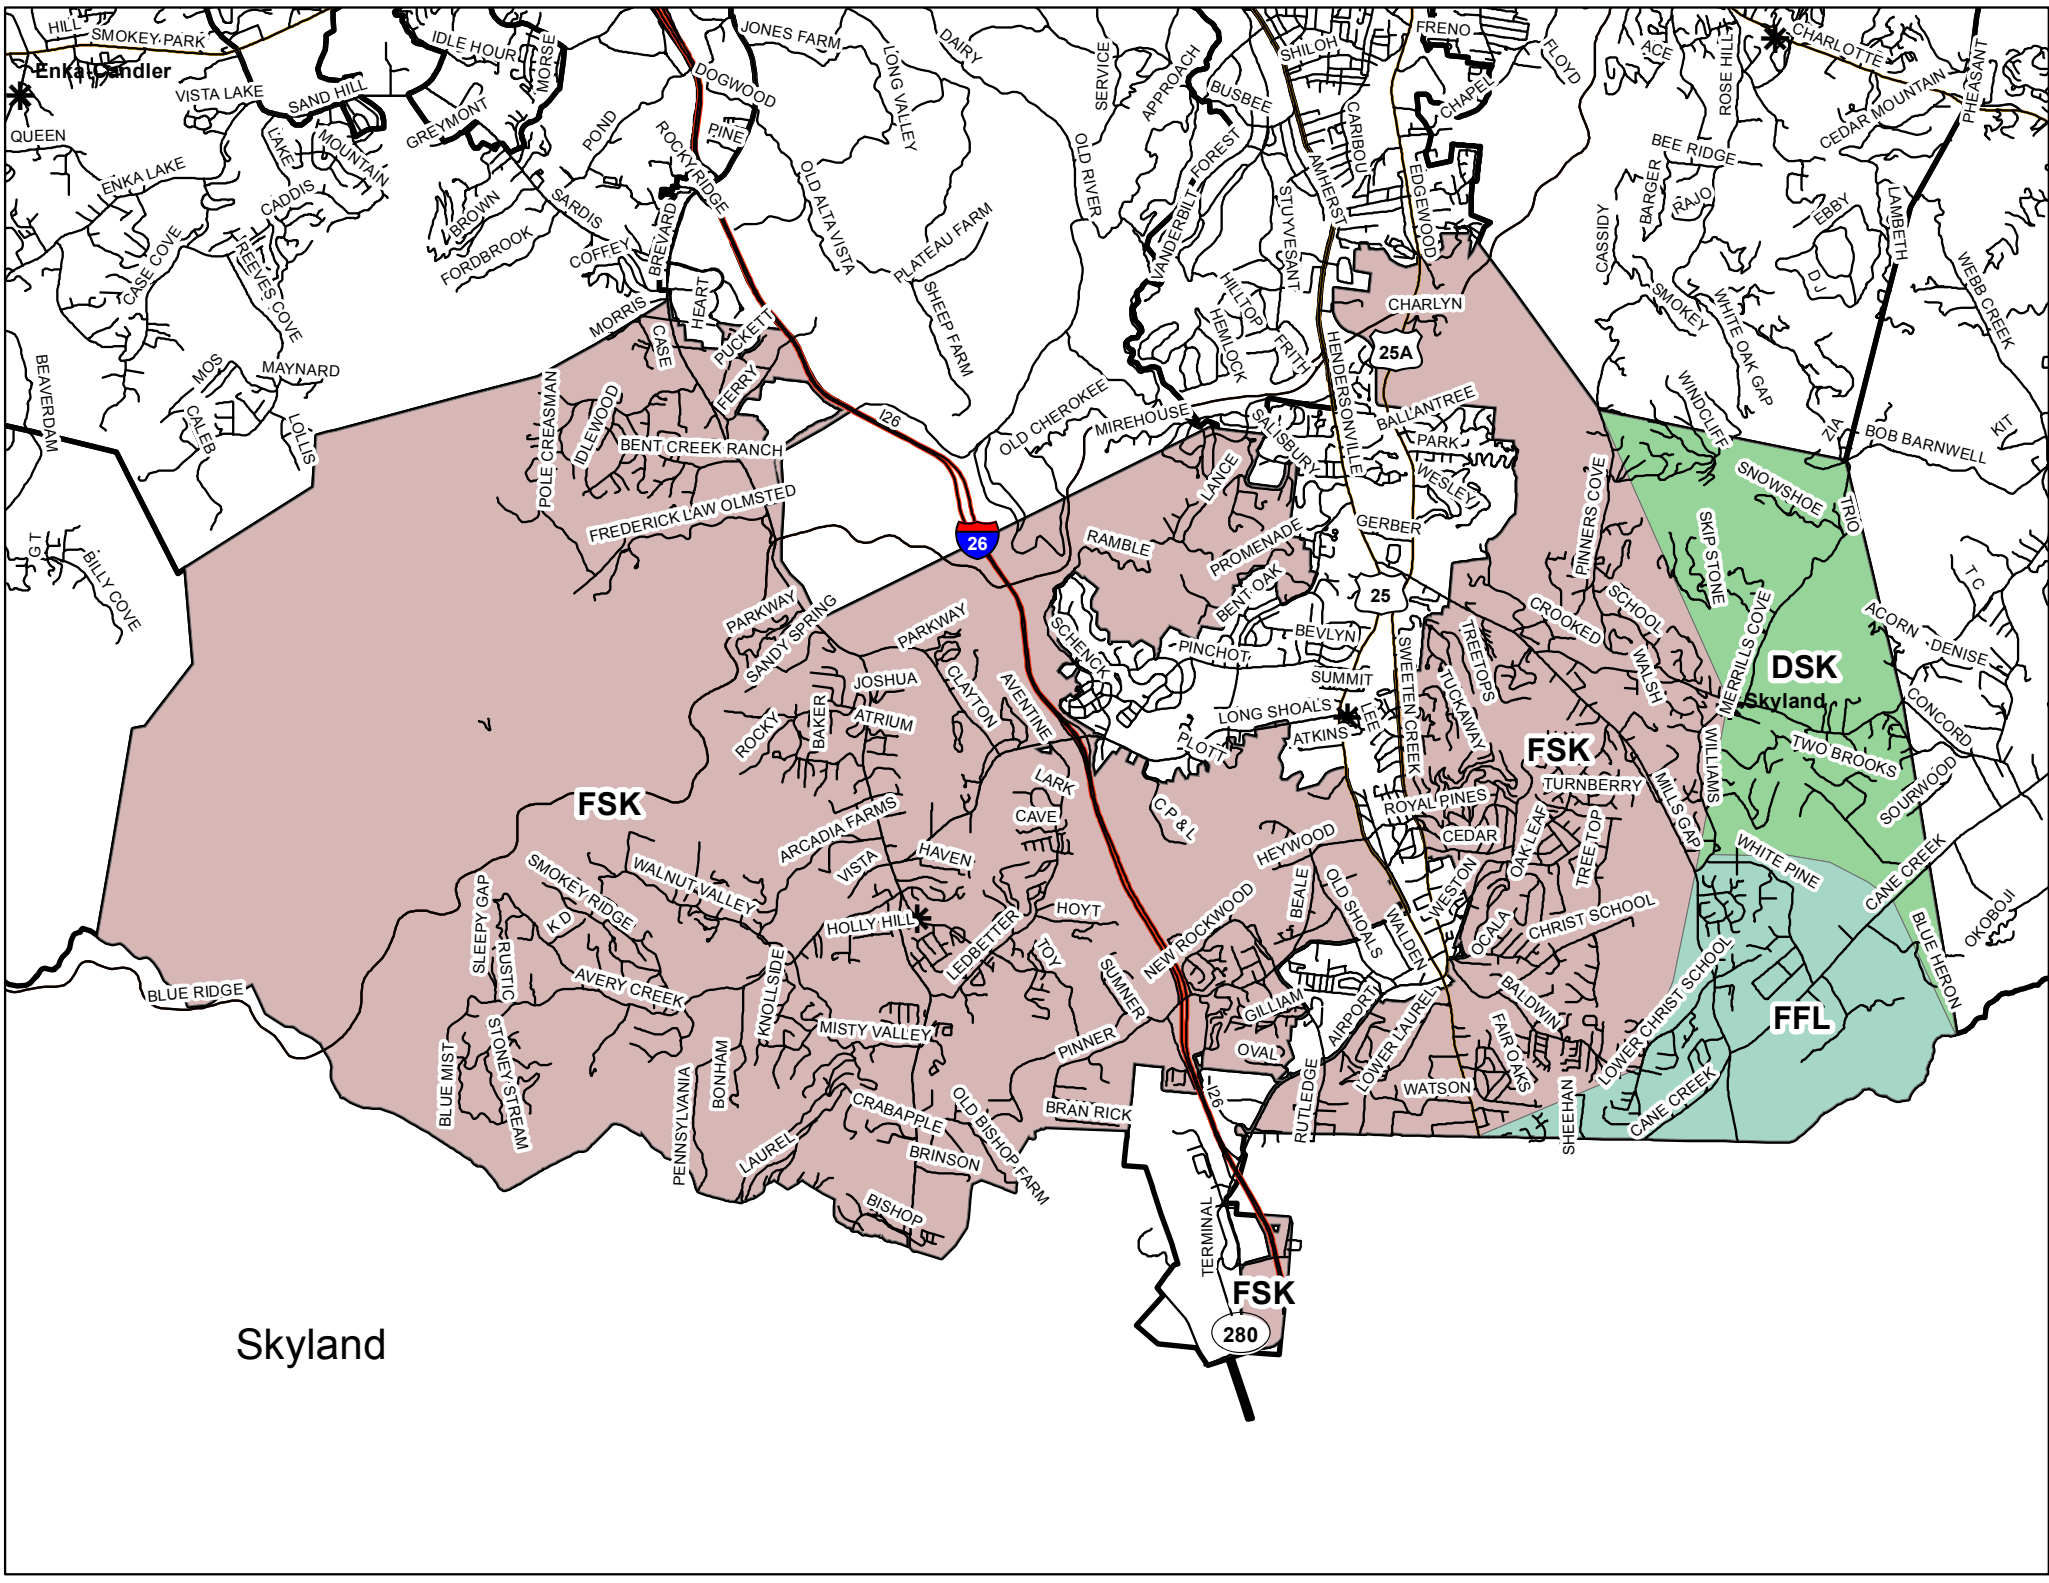 HILL
SMOKEY PARK
Enka-Candler
VISTA LAKE
SAND HILL
IDLE HOUR
MORSE
GREYMONT
QUEEN
ENKA LAKE
LAKE
MOUNTAIN
CADDIS
CASE COVE
REEVES COVE
BROWN
FORDBROOK
SARDIS
COFFEY
POND
BREVARD
ROCKY RIDGE
PINE
DOGWOOD
JONES FARM
LONG VALLEY
DAIRY
SERVICE
APPROACH
OLD RIVER
OLD ALTA VISTA
PLATEAU FARM
SHEEP FARM
BUSBEE
SHILOH
VANDERBILT FOREST
STUYVESANT
AMHERST
CARIBOU
EDGEWOOD
FRENO
CHAPEL
FLOYD
ACE
ROSE HILL
CHARLOTTE
CEDAR MOUNTAIN
PHEASANT
BEE RIDGE
BARGER
RAJO
CASSIDY
EBBY
LAMBETH
D J
WEBB CREEK
SMOKEY
WHITE OAK GAP
WINDCLIFF
ZIA
BOB BARNWELL
KIT
MORRIS
HEART
CASE
PUCKETT
FERRY
MOS
MAYNARD
CALEB
LOLLIS
BEAVERDAM
G T
BILLY COVE
POLE CREASMAN
IDLEWOOD
BENT CREEK RANCH
FREDERICK LAW OLMSTED
I26
26
OLD CHEROKEE
MIREHOUSE
HILLTOP
HEMLOCK
FRITH
HENDERSONVILLE
CHARLYN
25A
BALLANTREE
PARK
WESLEY
SALISBURY
LANCE
GERBER
RAMBLE
PROMENADE
BENT OAK
25
BEVLYN
PINCHOT
SCHENCK
SUMMIT
LONG SHOALS
ATKINS
LEE
PLOTT
SWEETEN CREEK
TREETOPS
TUCKAWAY
CROOKED
SCHOOL
WALSH
PINNERS COVE
SKIP STONE
SNOWSHOE
TRIO
MERRILLS COVE
DSK
Skyland
T C
ACORN
DENISE
CONCORD
TWO BROOKS
SOURWOOD
WILLIAMS
MILLS GAP
FSK
TURNBERRY
ROYAL PINES
CEDAR
OAK LEAF
TREE TOP
WHITE PINE
CANE CREEK
BLUE HERON
OKOBOJI
PARKWAY
SANDY SPRING
PARKWAY
JOSHUA
CLAYTON
AVENTINE
ATRIUM
BAKER
ROCKY
LARK
CAVE
C P & L
FSK
ARCADIA FARMS
VISTA
HAVEN
HEYWOOD
BEALE
OLD SHOALS
WALDEN
WESTON
OCALA
CHRIST SCHOOL
SMOKEY RIDGE
WALNUT VALLEY
SLEEPY GAP
K D
RUSTIC
HOLLY HILL
LEDBETTER
HOYT
TOY
SUMNER
NEW ROCKWOOD
AVERY CREEK
KNOLLSIDE
BLUE RIDGE
STONEY STREAM
BLUE MIST
MISTY VALLEY
PINNER
GILLIAM
OVAL
AIRPORT
LOWER LAUREL
BALDWIN
FAIR OAKS
LOWER CHRIST SCHOOL
FFL
WATSON
RUTLEDGE
SHEEHAN
CANE CREEK
BONHAM
PENNSYLVANIA
LAUREL
CRABAPPLE
OLD BISHOP FARM
BRINSON
BISHOP
BRAN RICK
I26
TERMINAL
FSK
280
Skyland